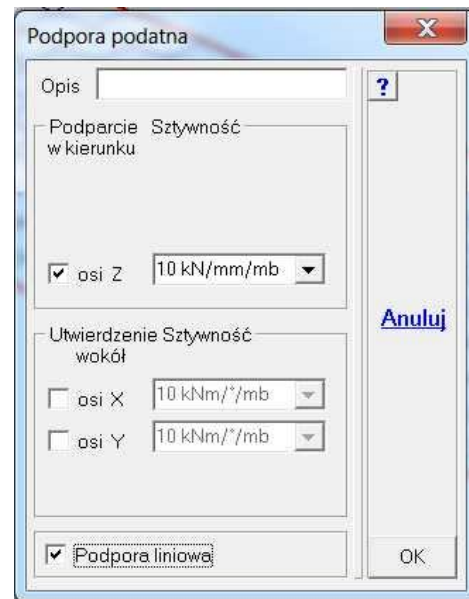 Podpora podatna
X
Opis
?
Podparcie Sztywność
w kierunku
osi Z 10 kN/mm/mb
Anuluj
Utwierdzenie Sztywność
wokół
osi X 10 kNm/°/mb
osi Y 10 kNm/°/mb
Podpora liniowa
OK